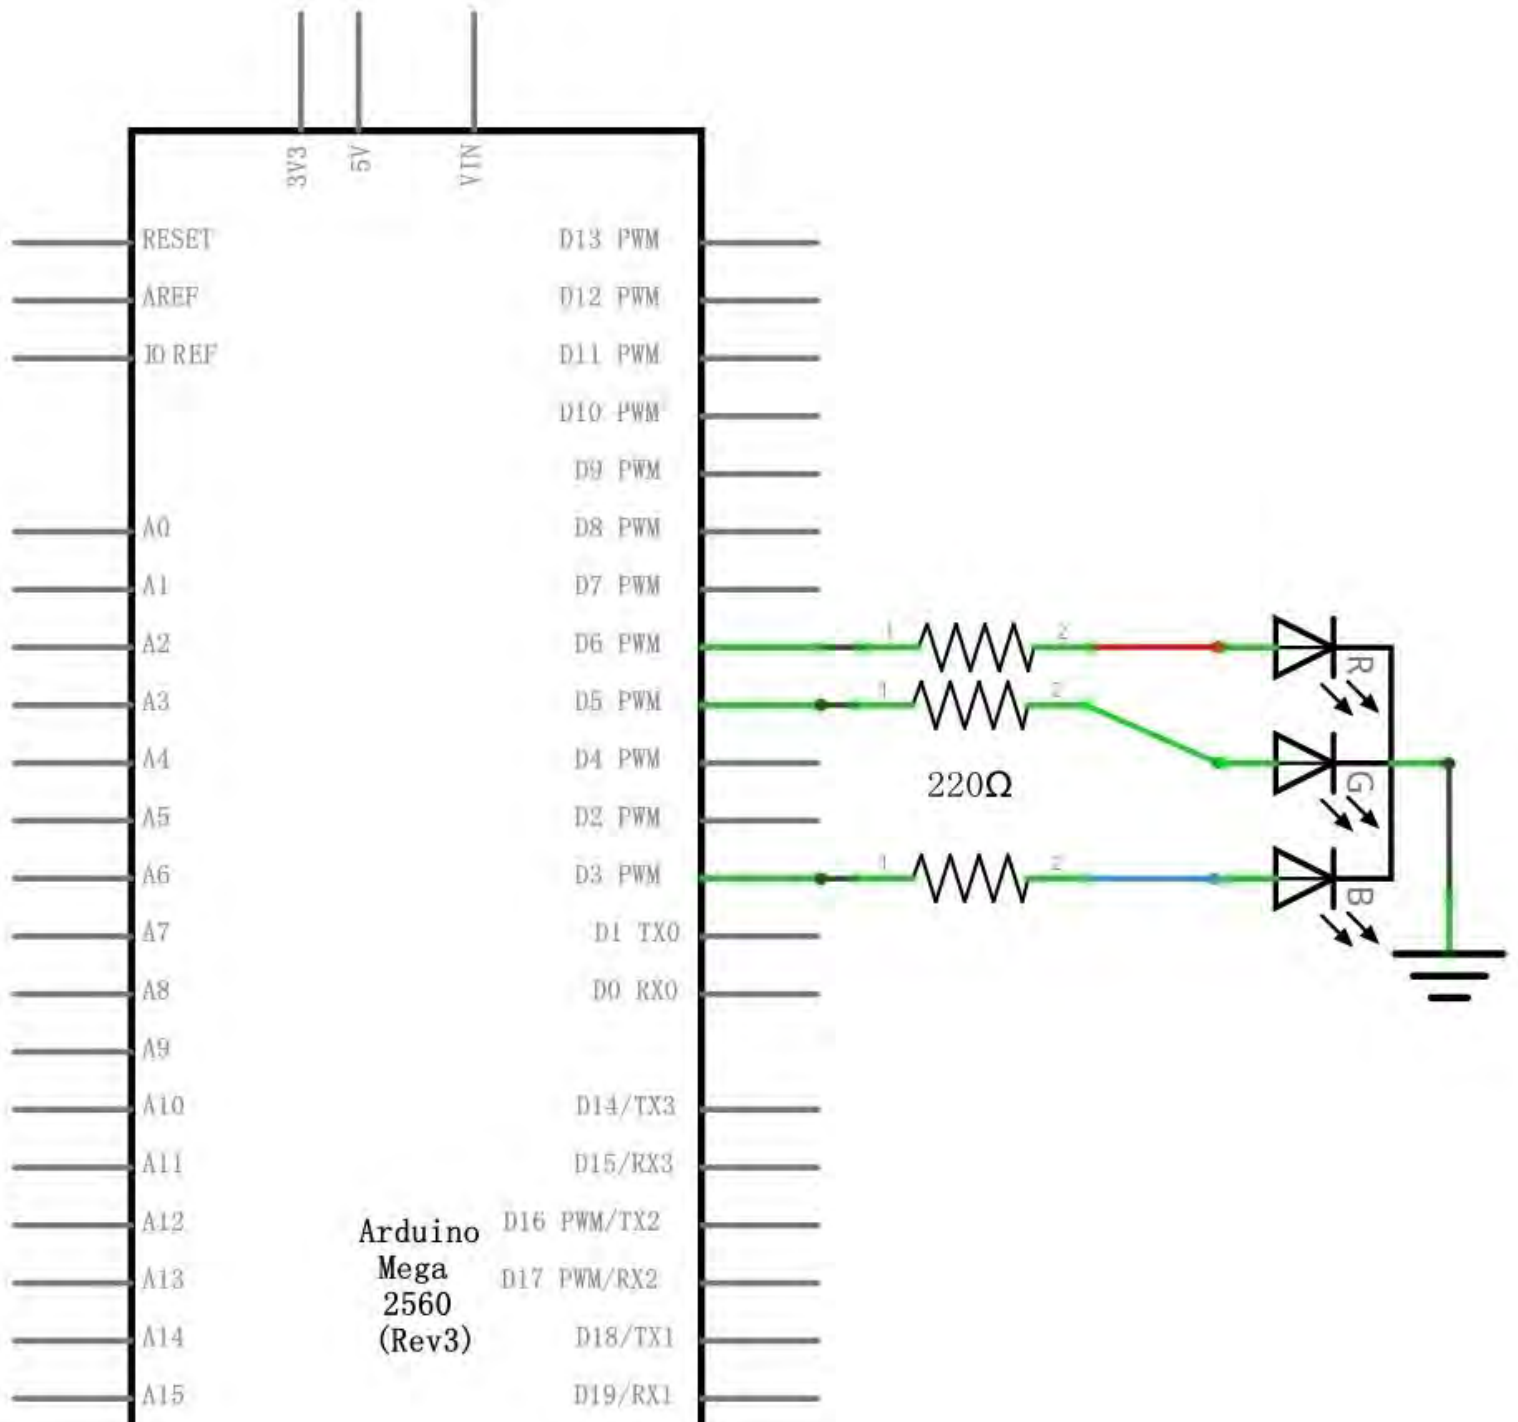 3V3
5V
VIN
RESET
D13 PWM
AREF
D12 PWM
IO REF
D11 PWM
D10 PWM
D9 PWM
A0
D8 PWM
A1
D7 PWM
A2
D6 PWM
1
2
R
A3
D5 PWM
1
2
A4
D4 PWM
220Ω
G
A5
D2 PWM
A6
D3 PWM
1
2
B
A7
D1 TX0
A8
D0 RX0
A9
A10
D14/TX3
A11
D15/RX3
A12
D16 PWM/TX2
A13
D17 PWM/RX2
A14
D18/TX1
A15
D19/RX1
Arduino
Mega
2560
(Rev3)